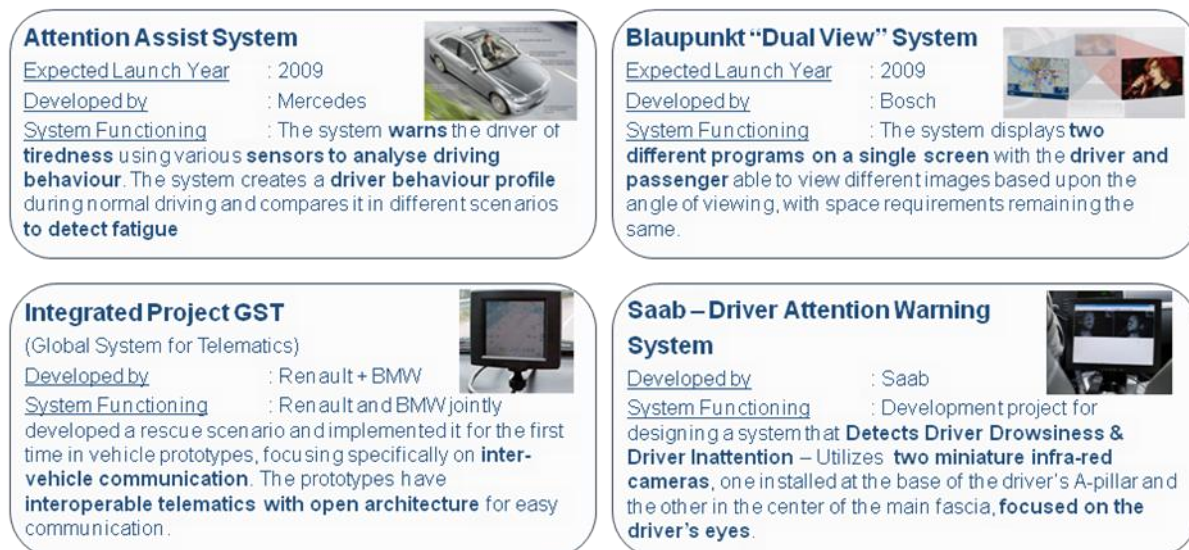 Attention Assist System
Expected Launch Year : 2009
Developed by : Mercedes
System Functioning : The system warns the driver of
tiredness using various sensors to analyse driving
behaviour. The system creates a driver behaviour profile
during normal driving and compares it in different scenarios
to detect fatigue
Blaupunkt “Dual View” System
Expected Launch Year : 2009
Developed by : Bosch
System Functioning : The system displays two
different programs on a single screen with the driver and
passenger able to view different images based upon the
angle of viewing, with space requirements remaining the
same.
Integrated Project GST
(Global System for Telematics)
Developed by : Renault + BMW
System Functioning : Renault and BMW jointly
developed a rescue scenario and implemented it for the first
time in vehicle prototypes, focusing specifically on inter-
vehicle communication. The prototypes have
interoperable telematics with open architecture for easy
communication.
Saab – Driver Attention Warning
System
Developed by : Saab
System Functioning : Development project for
designing a system that Detects Driver Drowsiness &
Driver Inattention – Utilizes two miniature infra-red
cameras, one installed at the base of the driver’s A-pillar and
the other in the center of the main fascia, focused on the
driver’s eyes.